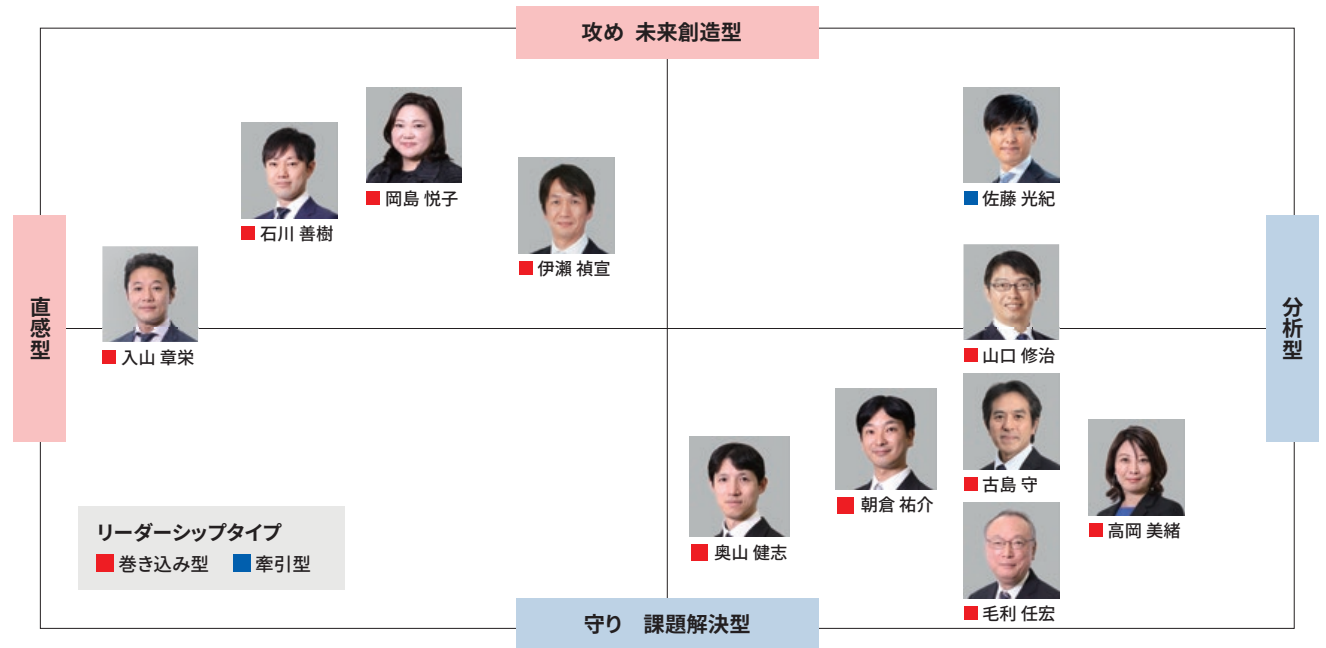 攻め 未来創造型
岡島 悦子
佐藤 光紀
石川 善樹
伊瀬 禎宣
直感型
分析型
入山 章栄
山口 修治
古島 守
朝倉 祐介
高岡 美緒
奥山 健志
リーダーシップタイプ
巻き込み型 牽引型
毛利 任宏
守り 課題解決型